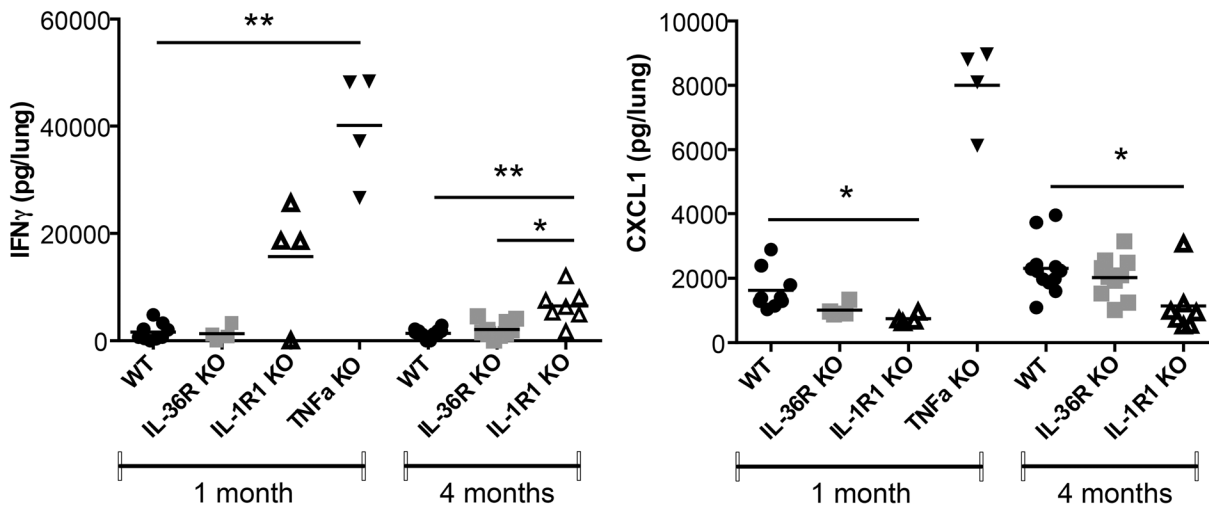 IFNγ (pg/lung)
60000
40000
20000
0
**
**
*
WT
IL-36R KO
IL-1R1 KO
TNFa KO
WT
IL-36R KO
IL-1R1 KO
1 month
4 months
CXCL1 (pg/lung)
10000
8000
6000
4000
2000
0
*
*
WT
IL-36R KO
IL-1R1 KO
TNFa KO
WT
IL-36R KO
IL-1R1 KO
1 month
4 months